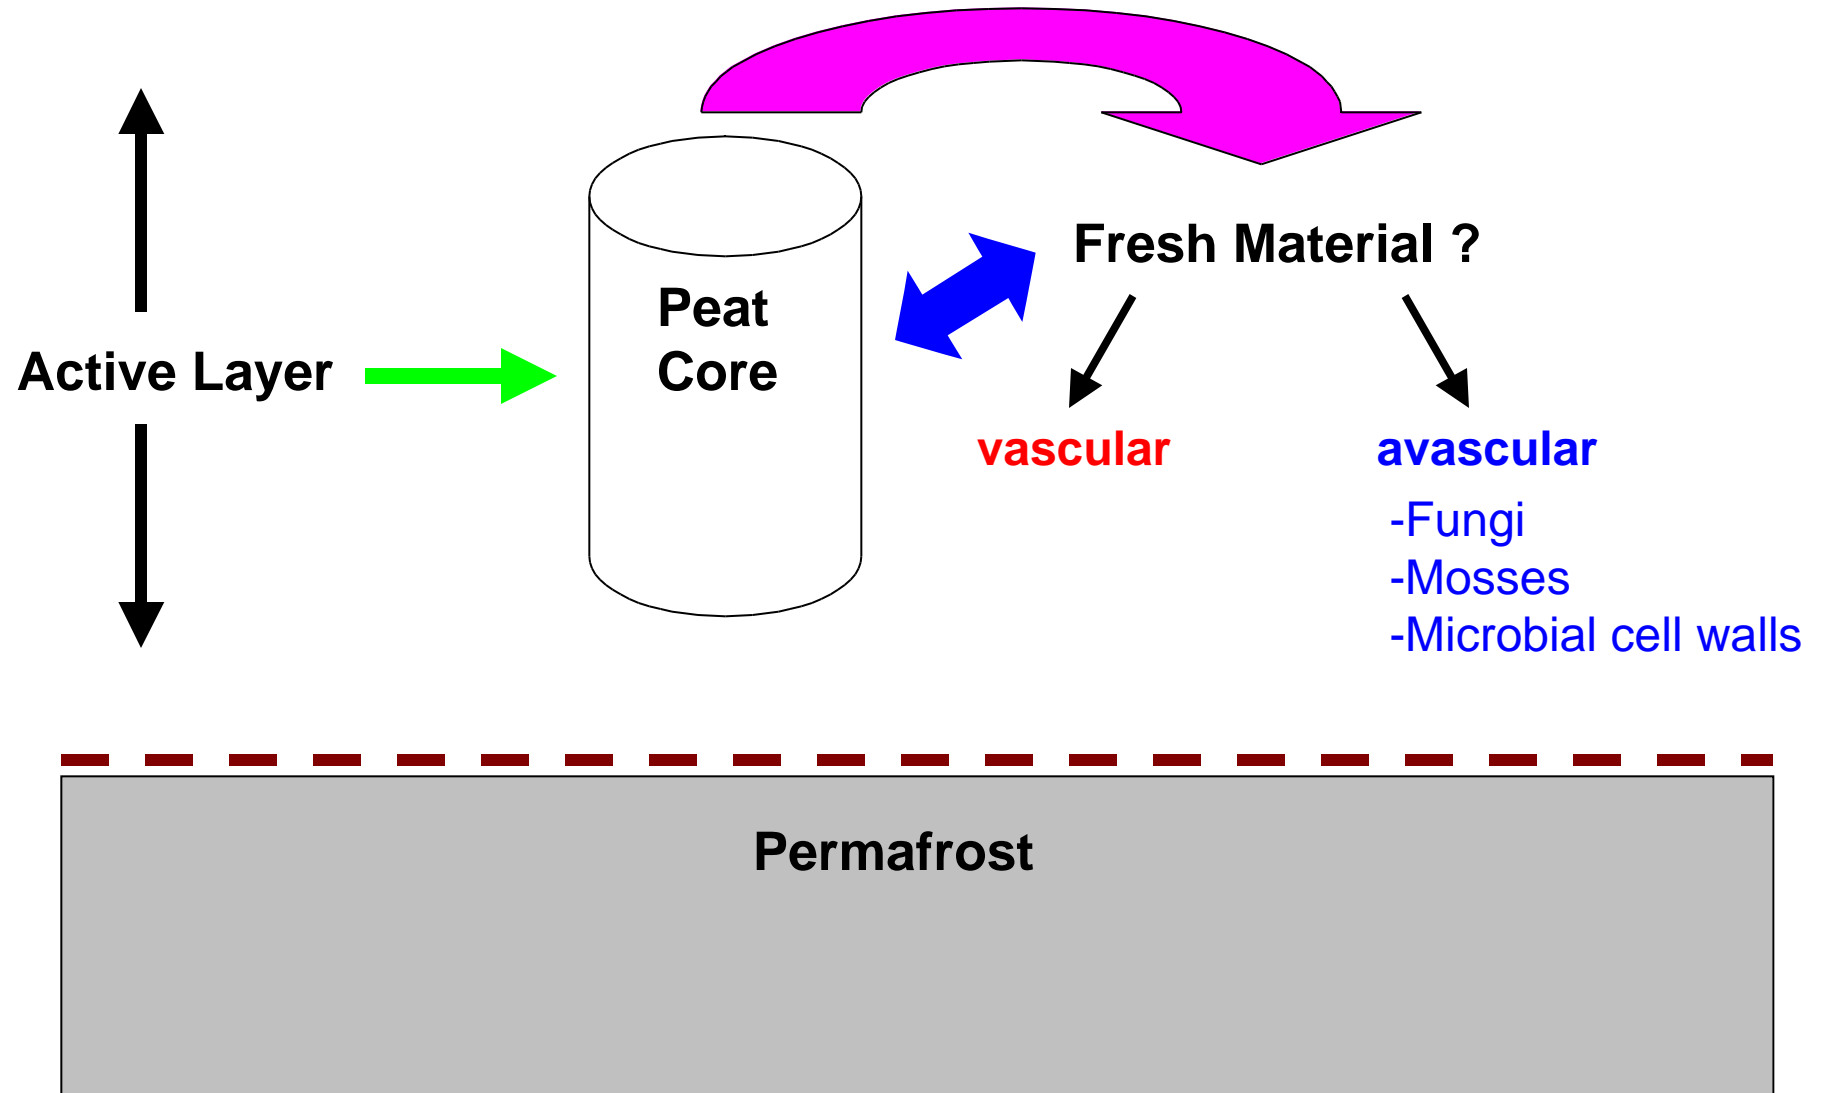 Fresh Material ?
Peat
Core
Active Layer
vascular
avascular
-Fungi
-Mosses
-Microbial cell walls
Permafrost